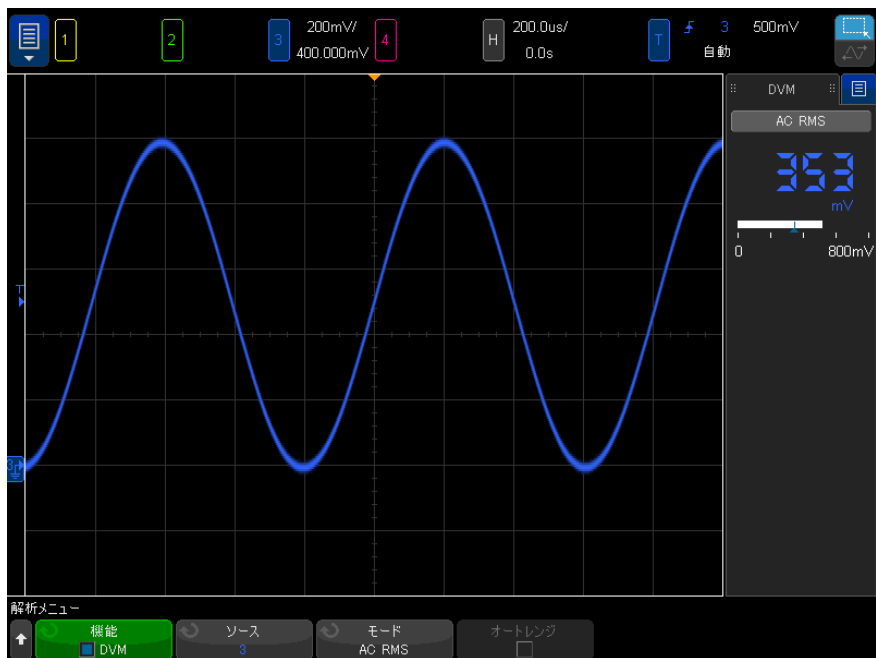 1
2
3
200mV/
400.000mV
4
H
200.0us/
0.0s
T
3
500mV
自動
DVM
AC RMS
353
mV
0
800mV
T
3
解析メニュー
機能
DVM
ソース
3
モード
AC RMS
オートレンジ